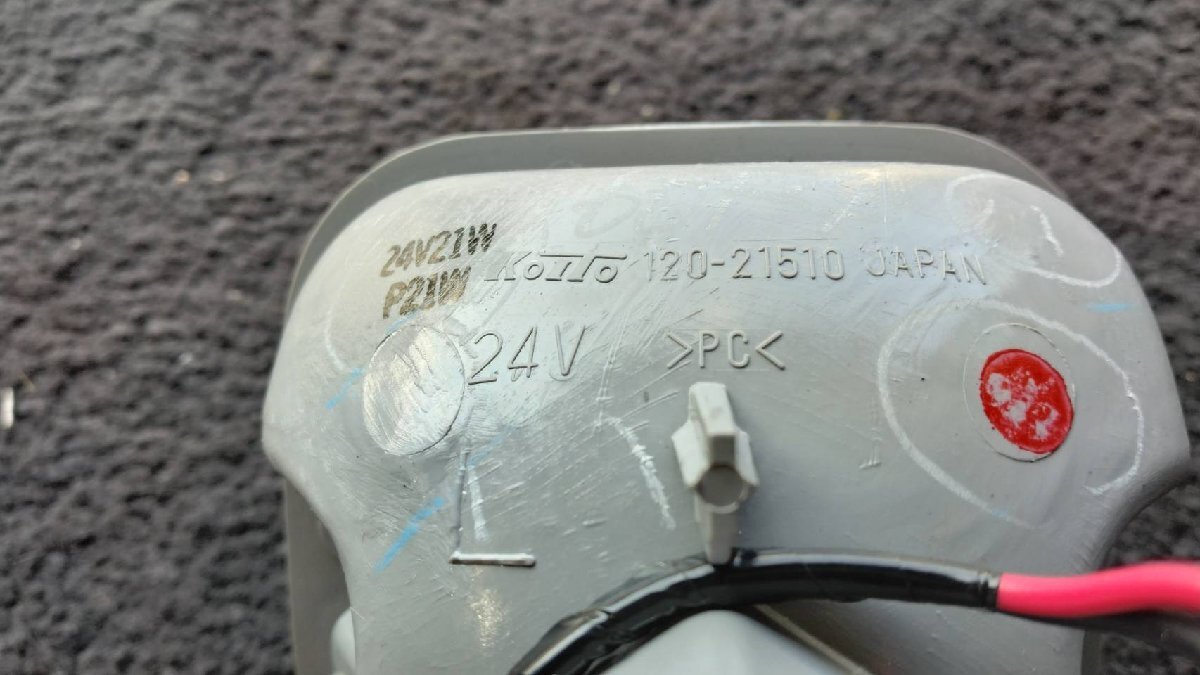 24V21W
P21W
KOITO 120-21510 JAPAN
24V >PC<
L